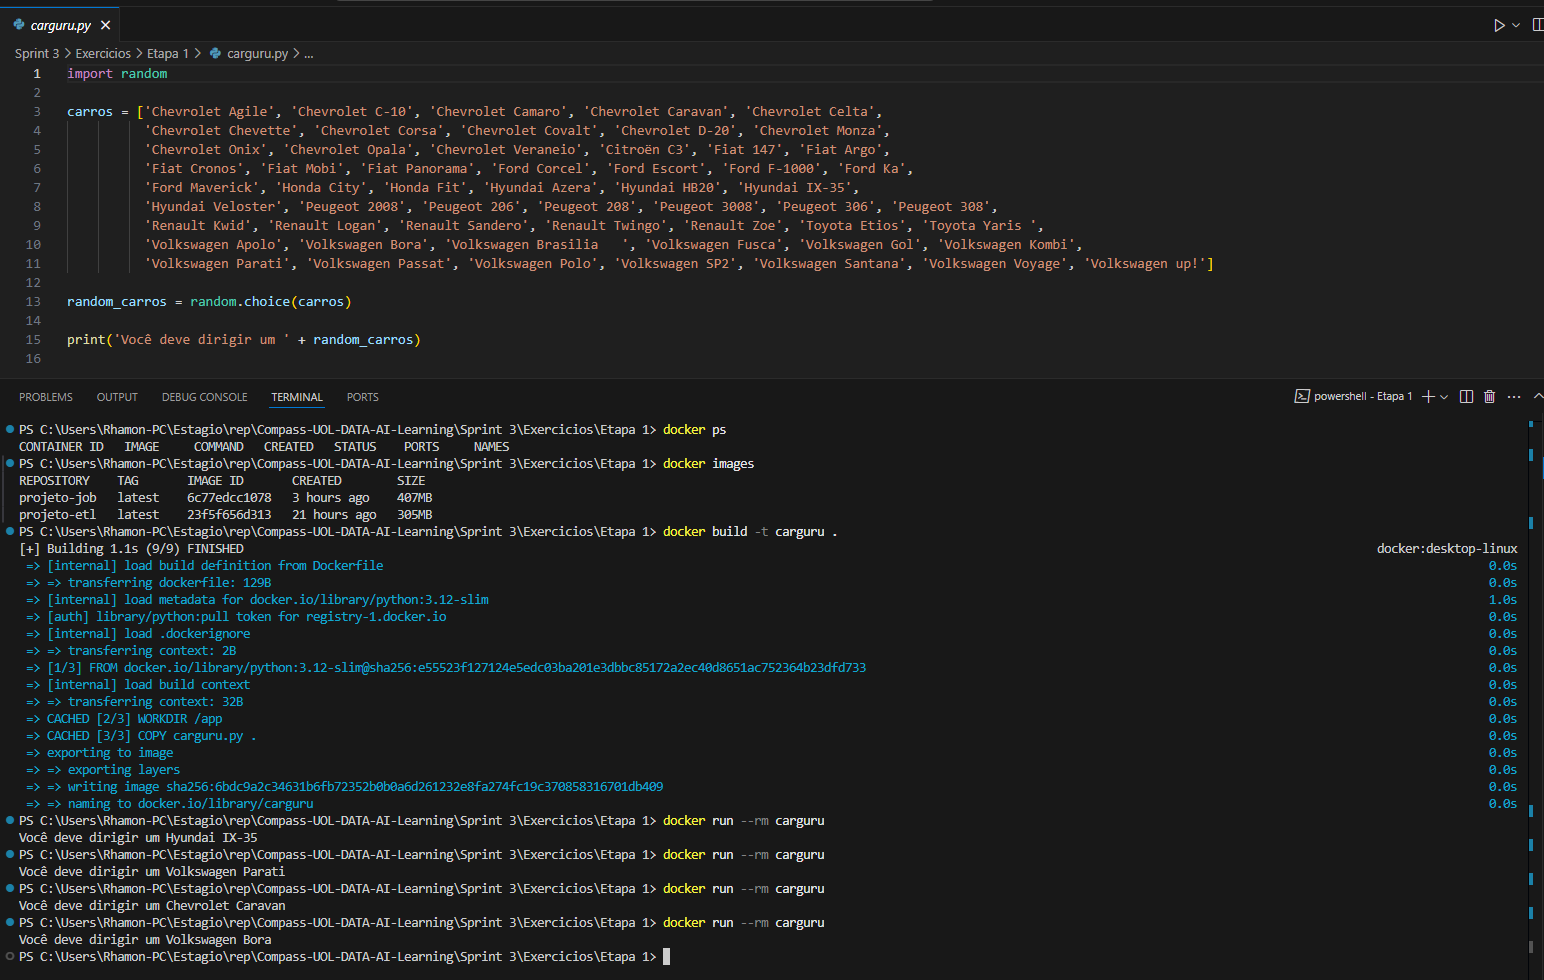 carguru.py
Sprint 3 > Exercicios > Etapa 1 > carguru.py > ...
1 import random
2
3 carros = ['Chevrolet Agile', 'Chevrolet C-10', 'Chevrolet Camaro', 'Chevrolet Caravan', 'Chevrolet Celta',
4 'Chevrolet Chevette', 'Chevrolet Corsa', 'Chevrolet Covalt', 'Chevrolet D-20', 'Chevrolet Monza',
5 'Chevrolet Onix', 'Chevrolet Opala', 'Chevrolet Veraneio', 'Citroën C3', 'Fiat 147', 'Fiat Argo',
6 'Fiat Cronos', 'Fiat Mobi', 'Fiat Panorama', 'Ford Corcel', 'Ford Escort', 'Ford F-1000', 'Ford Ka',
7 'Ford Maverick', 'Honda City', 'Honda Fit', 'Hyundai Azera', 'Hyundai HB20', 'Hyundai IX-35',
8 'Hyundai Veloster', 'Peugeot 2008', 'Peugeot 206', 'Peugeot 208', 'Peugeot 3008', 'Peugeot 306', 'Peugeot 308',
9 'Renault Kwid', 'Renault Logan', 'Renault Sandero', 'Renault Twingo', 'Renault Zoe', 'Toyota Etios', 'Toyota Yaris ',
10 'Volkswagen Apolo', 'Volkswagen Bora', 'Volkswagen Brasilia   ', 'Volkswagen Fusca', 'Volkswagen Gol', 'Volkswagen Kombi',
11 'Volkswagen Parati', 'Volkswagen Passat', 'Volkswagen Polo', 'Volkswagen SP2', 'Volkswagen Santana', 'Volkswagen Voyage', 'Volkswagen up!']
12
13 random_carros = random.choice(carros)
14
15 print('Você deve dirigir um ' + random_carros)
16
PROBLEMS OUTPUT DEBUG CONSOLE TERMINAL PORTS powershell - Etapa 1
PS C:\Users\Rhamon-PC\Estagio\rep\Compass-UOL-DATA-AI-Learning\Sprint 3\Exercicios\Etapa 1> docker ps
CONTAINER ID IMAGE COMMAND CREATED STATUS PORTS NAMES
PS C:\Users\Rhamon-PC\Estagio\rep\Compass-UOL-DATA-AI-Learning\Sprint 3\Exercicios\Etapa 1> docker images
REPOSITORY TAG IMAGE ID CREATED SIZE
projeto-job latest 6c77edcc1078 3 hours ago 407MB
projeto-etl latest 23f5f656d313 21 hours ago 305MB
PS C:\Users\Rhamon-PC\Estagio\rep\Compass-UOL-DATA-AI-Learning\Sprint 3\Exercicios\Etapa 1> docker build -t carguru .
[+] Building 1.1s (9/9) FINISHED docker:desktop-linux
=> [internal] load build definition from Dockerfile 0.0s
=> => transferring dockerfile: 129B 0.0s
=> [internal] load metadata for docker.io/library/python:3.12-slim 1.0s
=> [auth] library/python:pull token for registry-1.docker.io 0.0s
=> [internal] load .dockerignore 0.0s
=> => transferring context: 2B 0.0s
=> [1/3] FROM docker.io/library/python:3.12-slim@sha256:e55523f127124e5edc03ba201e3dbbc85172a2ec40d8651ac752364b23dfd733 0.0s
=> [internal] load build context 0.0s
=> => transferring context: 32B 0.0s
=> CACHED [2/3] WORKDIR /app 0.0s
=> CACHED [3/3] COPY carguru.py . 0.0s
=> exporting to image 0.0s
=> => exporting layers 0.0s
=> => writing image sha256:6bdc9a2c34631b6fb72352b0b0a6d261232e8fa274fc19c370858316701db409 0.0s
=> => naming to docker.io/library/carguru 0.0s
PS C:\Users\Rhamon-PC\Estagio\rep\Compass-UOL-DATA-AI-Learning\Sprint 3\Exercicios\Etapa 1> docker run --rm carguru
Você deve dirigir um Hyundai IX-35
PS C:\Users\Rhamon-PC\Estagio\rep\Compass-UOL-DATA-AI-Learning\Sprint 3\Exercicios\Etapa 1> docker run --rm carguru
Você deve dirigir um Volkswagen Parati
PS C:\Users\Rhamon-PC\Estagio\rep\Compass-UOL-DATA-AI-Learning\Sprint 3\Exercicios\Etapa 1> docker run --rm carguru
Você deve dirigir um Chevrolet Caravan
PS C:\Users\Rhamon-PC\Estagio\rep\Compass-UOL-DATA-AI-Learning\Sprint 3\Exercicios\Etapa 1> docker run --rm carguru
Você deve dirigir um Volkswagen Bora
PS C:\Users\Rhamon-PC\Estagio\rep\Compass-UOL-DATA-AI-Learning\Sprint 3\Exercicios\Etapa 1>